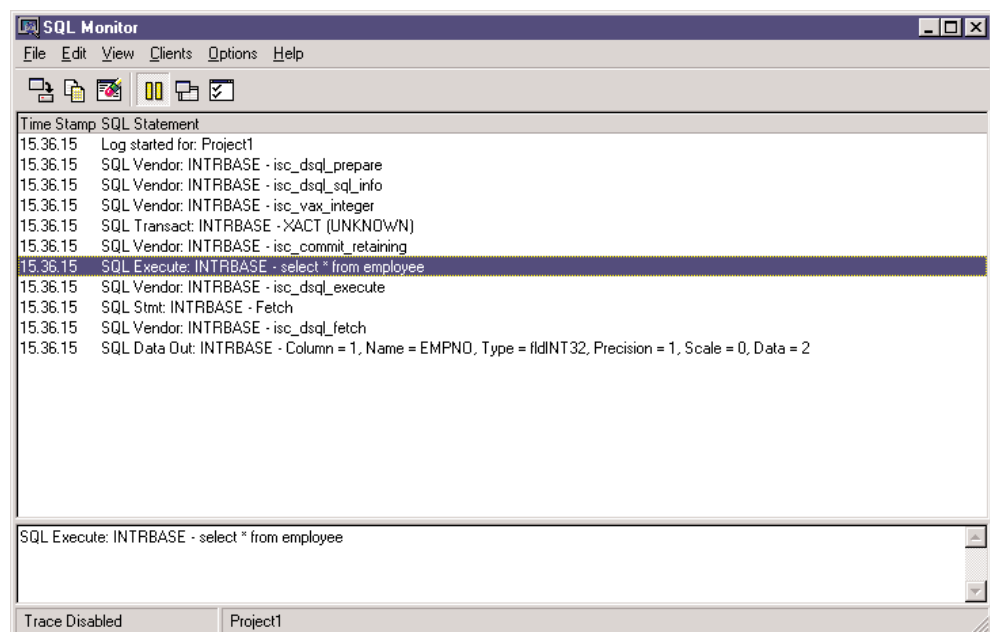 SQL Monitor
File Edit View Clients Options Help
Time Stamp SQL Statement
15.36.15 Log started for: Project1
15.36.15 SQL Vendor: INTRBASE - isc_dsql_prepare
15.36.15 SQL Vendor: INTRBASE - isc_dsql_sql_info
15.36.15 SQL Vendor: INTRBASE - isc_vax_integer
15.36.15 SQL Transact: INTRBASE - XACT (UNKNOWN)
15.36.15 SQL Vendor: INTRBASE - isc_commit_retaining
15.36.15 SQL Execute: INTRBASE - select * from employee
15.36.15 SQL Vendor: INTRBASE - isc_dsql_execute
15.36.15 SQL Stmt: INTRBASE - Fetch
15.36.15 SQL Vendor: INTRBASE - isc_dsql_fetch
15.36.15 SQL Data Out: INTRBASE - Column = 1, Name = EMPNO, Type = fldINT32, Precision = 1, Scale = 0, Data = 2
SQL Execute: INTRBASE - select * from employee
Trace Disabled Project1